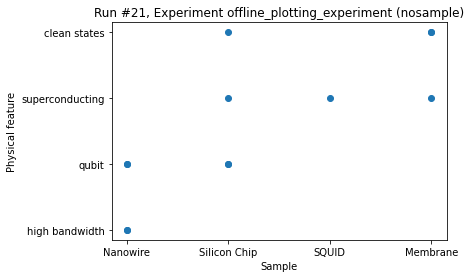 Run #21, Experiment offline_plotting_experiment (nosample)
clean states
superconducting
qubit
high bandwidth
Physical feature
Nanowire Silicon Chip SQUID Membrane
Sample